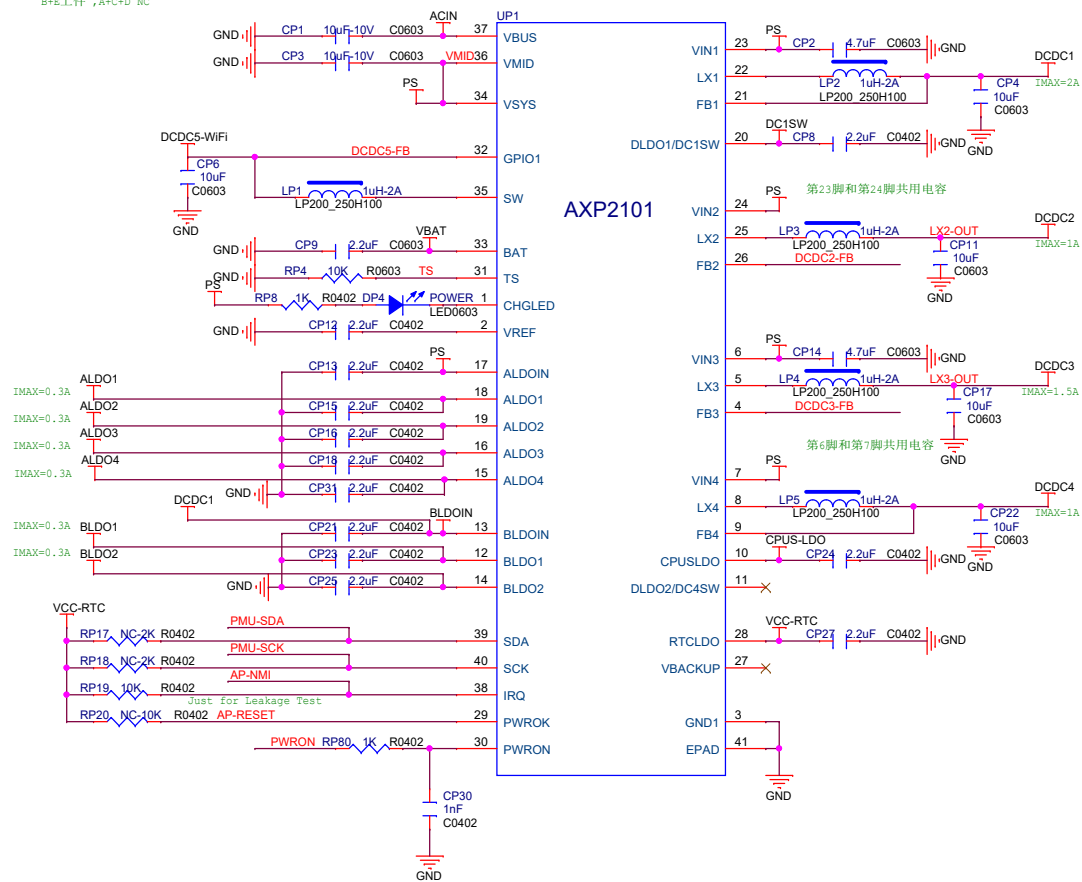 B+E上件 ,A+C+D NC
UP1
AXP2101
ACIN
GND CP1 10uF-10V C0603 37 VBUS
GND CP3 10uF-10V C0603 VMID 36 VMID
PS 34 VSYS
DCDC5-WiFi
DCDC5-FB 32 GPIO1
CP6
10uF
C0603
LP1 1uH-2A 35 SW
LP200_250H100
GND
VBAT
GND CP9 2.2uF C0603 33 BAT
GND RP4 10K R0603 TS 31 TS
PS
RP8 1K R0402 DP4 POWER 1 CHGLED
LED0603
GND CP12 2.2uF C0402 2 VREF
PS
CP13 2.2uF C0402 17 ALDOIN
ALDO1
IMAX=0.3A 18 ALDO1
ALDO2 CP15 2.2uF C0402
IMAX=0.3A 19 ALDO2
ALDO3 CP16 2.2uF C0402
IMAX=0.3A 16 ALDO3
ALDO4 CP18 2.2uF C0402
IMAX=0.3A 15 ALDO4
GND CP31 2.2uF C0402
DCDC1
BLDOIN
BLDO1
IMAX=0.3A CP21 2.2uF C0402 13 BLDOIN
IMAX=0.3A
BLDO2 CP23 2.2uF C0402 12 BLDO1
GND CP25 2.2uF C0402 14 BLDO2
VCC-RTC
PMU-SDA
RP17 NC-2K R0402 39 SDA
PMU-SCK
RP18 NC-2K R0402 40 SCK
AP-NMI
RP19 10K R0402 38 IRQ
Just for Leakage Test
RP20 NC-10K R0402 AP-RESET 29 PWROK
PWRON RP80 1K R0402 30 PWRON
CP30
1nF
C0402
GND
PS
VIN1 23 CP2 4.7uF C0603 GND
DCDC1
LX1 22 LP2 1uH-2A
IMAX=2A
LP200_250H100
FB1 21
CP4
10uF
C0603
GND
DC1SW
DLDO1/DC1SW 20 CP8 2.2uF C0402 GND
第23脚和第24脚共用电容
PS
VIN2 24
DCDC2
LX2 25 LP3 1uH-2A LX2-OUT
IMAX=1A
LP200_250H100
FB2 26 DCDC2-FB
CP11
10uF
C0603
GND
PS
VIN3 6 CP14 4.7uF C0603 GND
DCDC3
LX3 5 LP4 1uH-2A LX3-OUT
IMAX=1.5A
LP200_250H100
FB3 4 DCDC3-FB
CP17
10uF
C0603
GND
第6脚和第7脚共用电容
PS
VIN4 7
DCDC4
LX4 8 LP5 1uH-2A
IMAX=1A
LP200_250H100
FB4 9
CP22
10uF
C0603
GND
CPUS-LDO
CPUSLDO 10 CP24 2.2uF C0402 GND
DLDO2/DC4SW 11
VCC-RTC
RTCLDO 28 CP27 2.2uF C0402 GND
VBACKUP 27
GND1 3
EPAD 41
GND